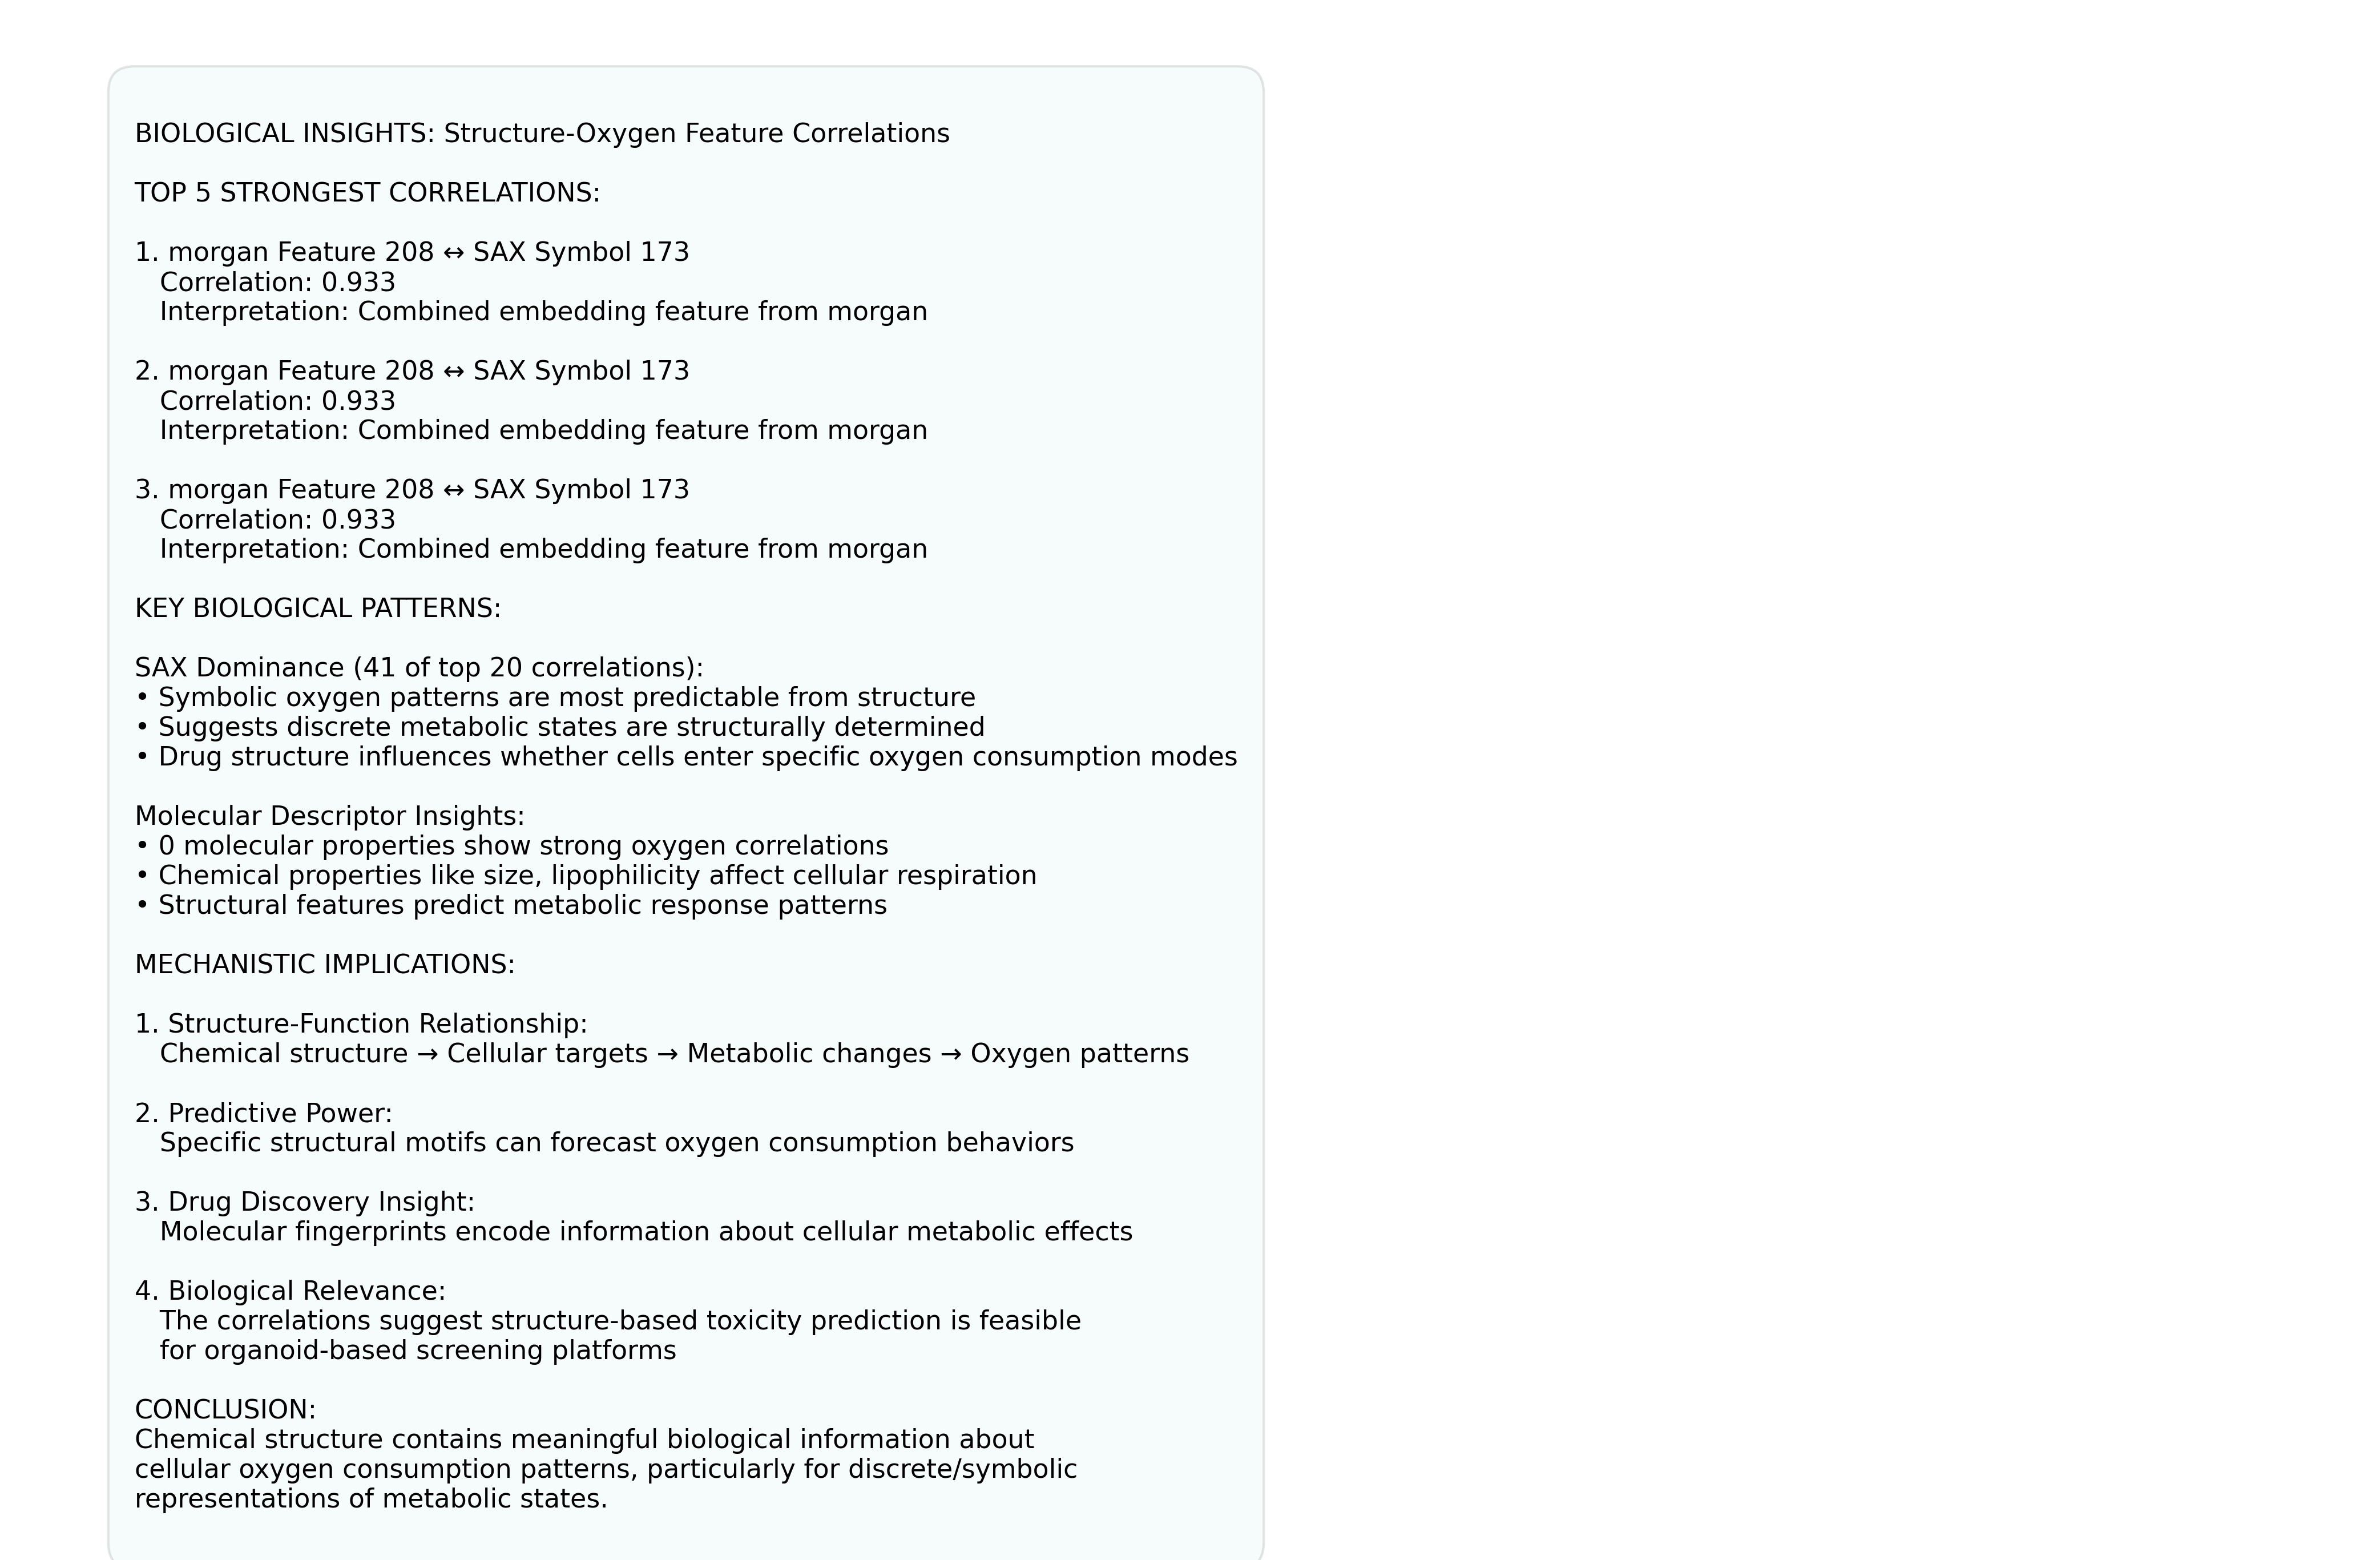 BIOLOGICAL INSIGHTS: Structure-Oxygen Feature Correlations
TOP 5 STRONGEST CORRELATIONS:
1. morgan Feature 208 ↔ SAX Symbol 173
Correlation: 0.933
Interpretation: Combined embedding feature from morgan
2. morgan Feature 208 ↔ SAX Symbol 173
Correlation: 0.933
Interpretation: Combined embedding feature from morgan
3. morgan Feature 208 ↔ SAX Symbol 173
Correlation: 0.933
Interpretation: Combined embedding feature from morgan
KEY BIOLOGICAL PATTERNS:
SAX Dominance (41 of top 20 correlations):
• Symbolic oxygen patterns are most predictable from structure
• Suggests discrete metabolic states are structurally determined
• Drug structure influences whether cells enter specific oxygen consumption modes
Molecular Descriptor Insights:
• 0 molecular properties show strong oxygen correlations
• Chemical properties like size, lipophilicity affect cellular respiration
• Structural features predict metabolic response patterns
MECHANISTIC IMPLICATIONS:
1. Structure-Function Relationship:
Chemical structure → Cellular targets → Metabolic changes → Oxygen patterns
2. Predictive Power:
Specific structural motifs can forecast oxygen consumption behaviors
3. Drug Discovery Insight:
Molecular fingerprints encode information about cellular metabolic effects
4. Biological Relevance:
The correlations suggest structure-based toxicity prediction is feasible
for organoid-based screening platforms
CONCLUSION:
Chemical structure contains meaningful biological information about
cellular oxygen consumption patterns, particularly for discrete/symbolic
representations of metabolic states.